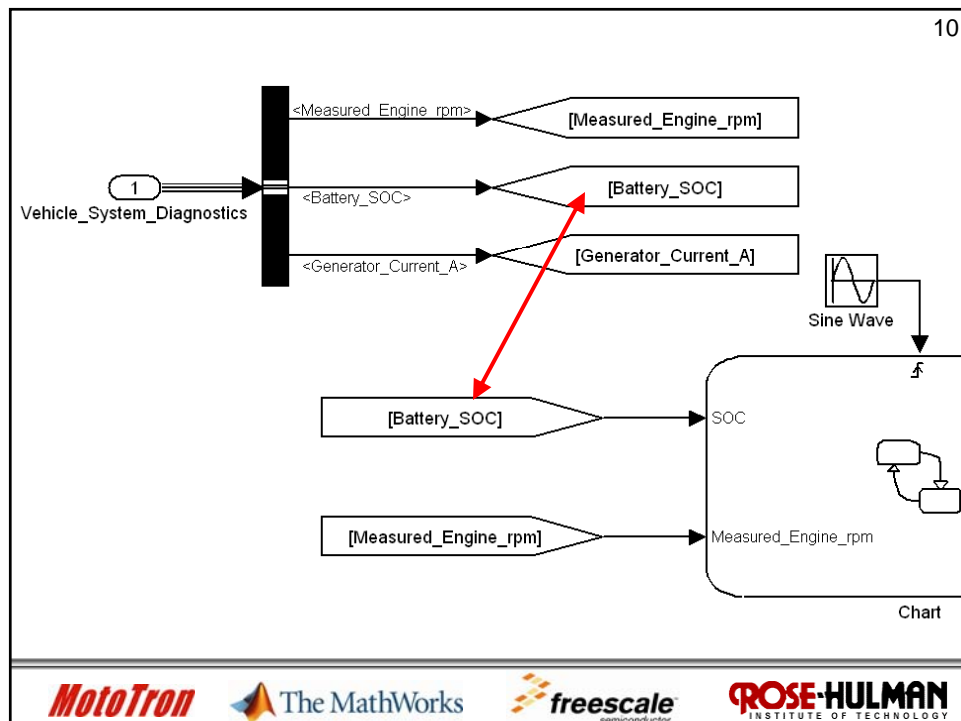 10
<Measured_Engine_rpm>
[Measured_Engine_rpm]
1
Vehicle_System_Diagnostics
<Battery_SOC>
[Battery_SOC]
<Generator_Current_A>
[Generator_Current_A]
Sine Wave
[Battery_SOC]
SOC
[Measured_Engine_rpm]
Measured_Engine_rpm
Chart
MotoTron
The MathWorks
freescale
semiconductor
ROSE-HULMAN
INSTITUTE OF TECHNOLOGY